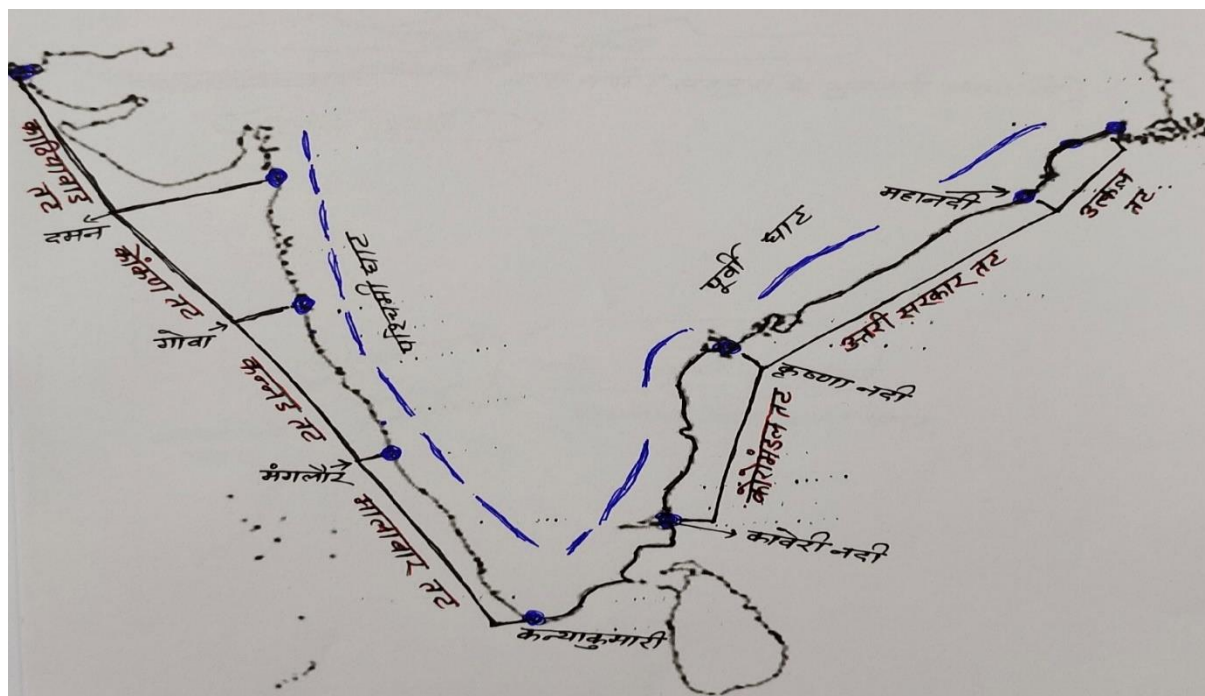 काठियावाड
तट
दमन
कोंकण तट
गोवा
कन्नड तट
मंगलौर
मालाबार तट
कन्याकुमारी
पश्चिमी घाट
पूर्वी घाट
महानदी
उत्कल
तट
उत्तरी सरकार तट
कृष्णा नदी
कोरोमंडल तट
कावेरी नदी